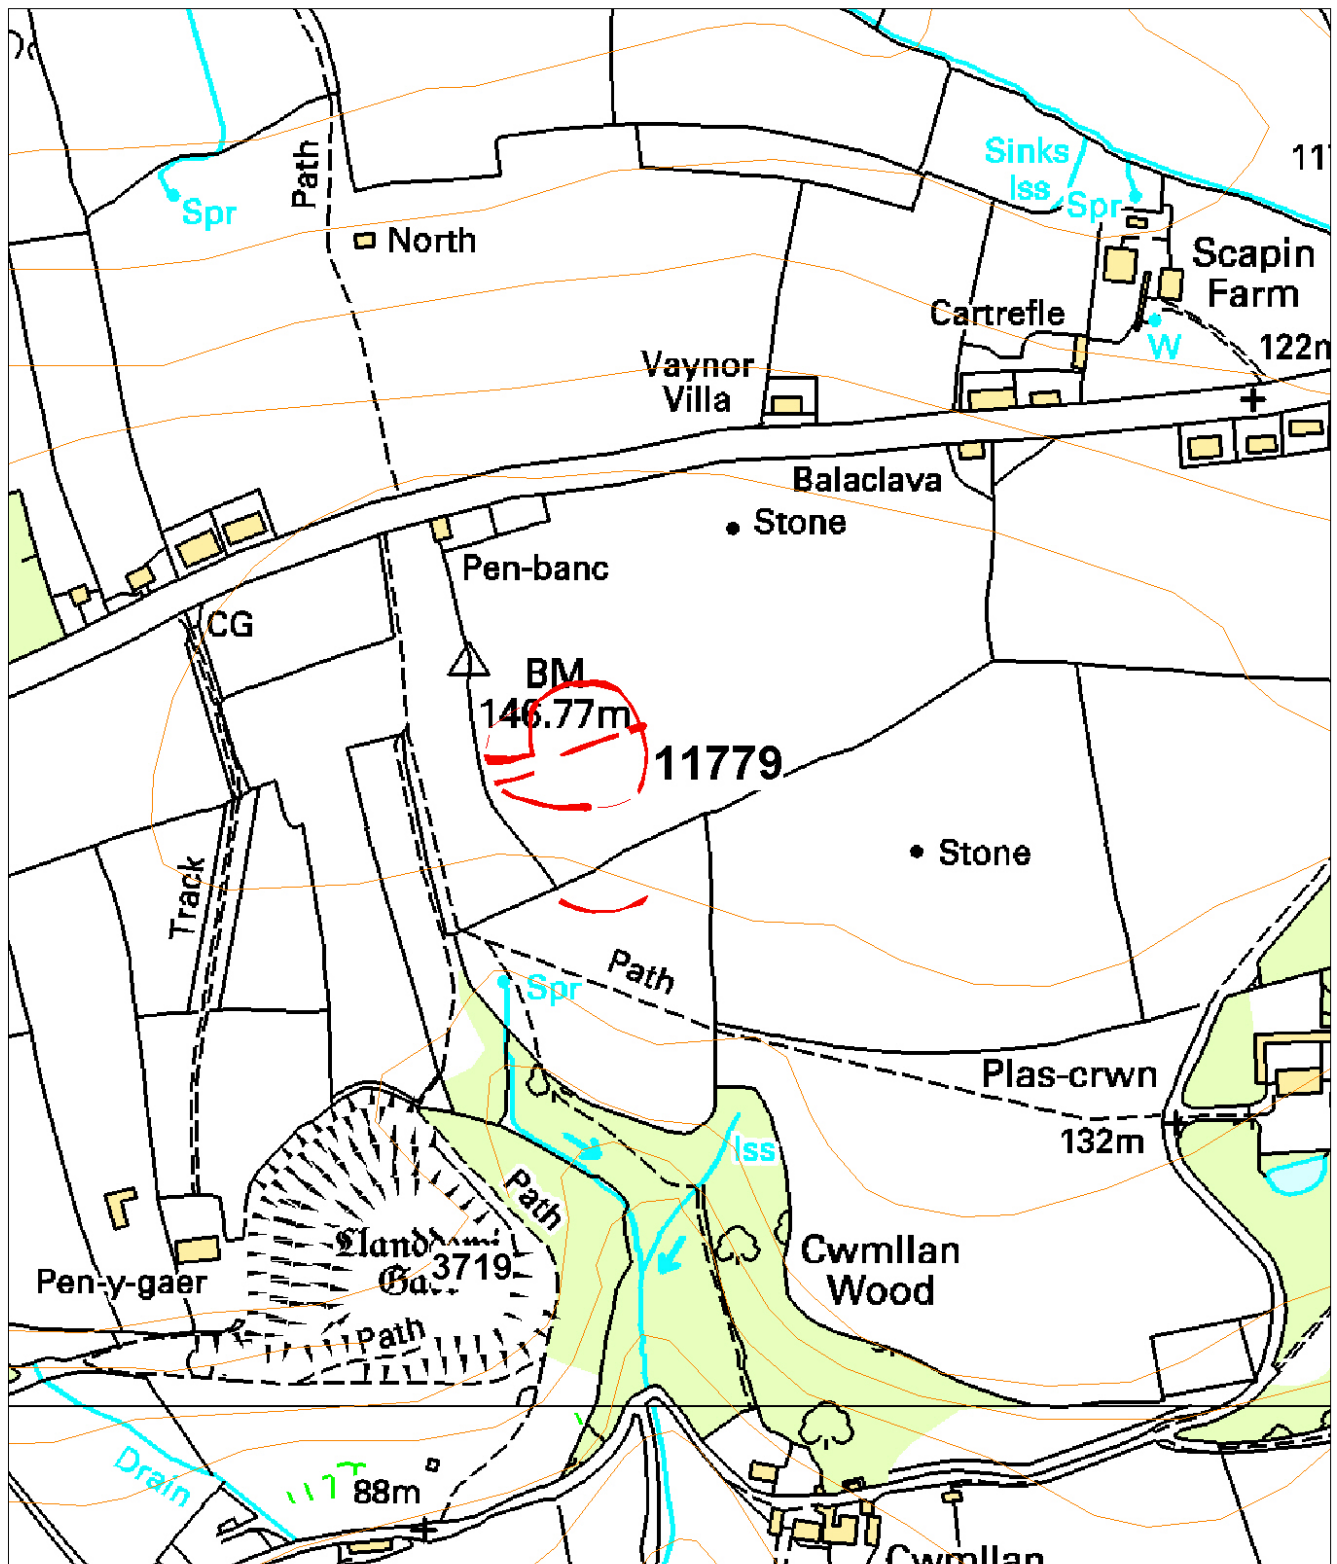 Path
Sinks
Iss
Spr
Spr
117
North
Scapin
Farm
Cartrefle
W
122m
Vaynor
Villa
Balaclava
Stone
Pen-banc
CG
BM
146.77m
11779
Stone
Track
Path
Spr
Plas-crwn
132m
Iss
Path
Cwmllan
Wood
3719
Pen-y-gaer
Path
Drain
88m
Cwmllan